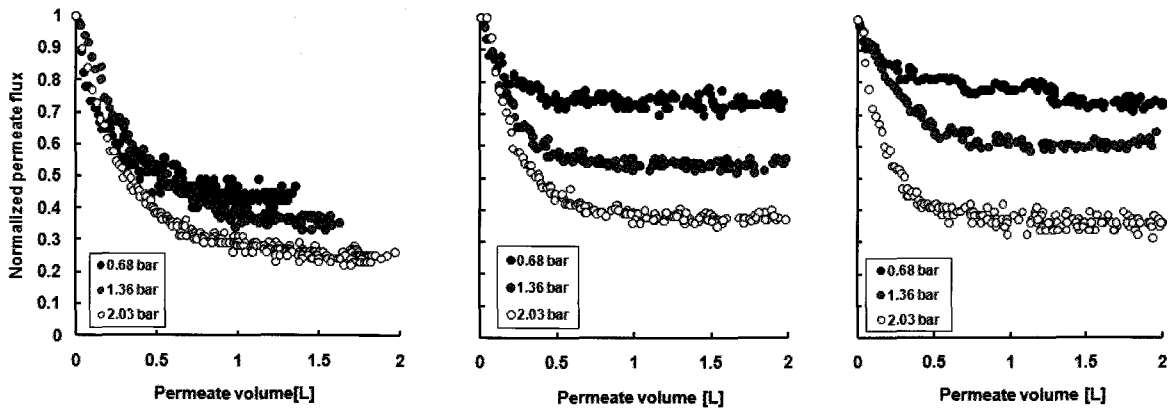 Normalized permeate flux
1
0.9
0.8
0.7
0.6
0.5
0.4
0.3
0.2
0.1
0
0.68 bar
1.36 bar
2.03 bar
0 0.5 1 1.5 2
Permeate volume[L]
0.68 bar
1.36 bar
2.03 bar
0 0.5 1 1.5 2
Permeate volume [L]
0.68 bar
1.36 bar
2.03 bar
0 0.5 1 1.5 2
Permeate volume [L]